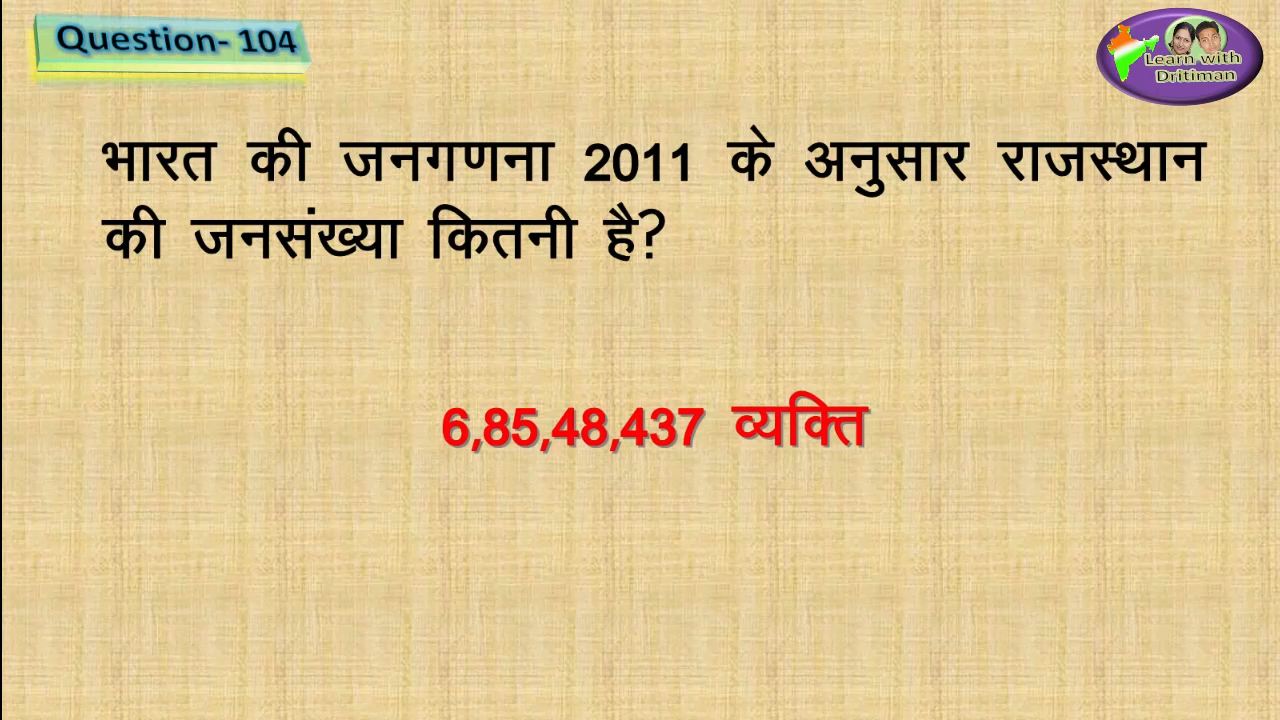 Question- 104
Learn with
Dritiman
भारत की जनगणना 2011 के अनुसार राजस्थान
की जनसंख्या कितनी है?
6,85,48,437 व्यक्ति